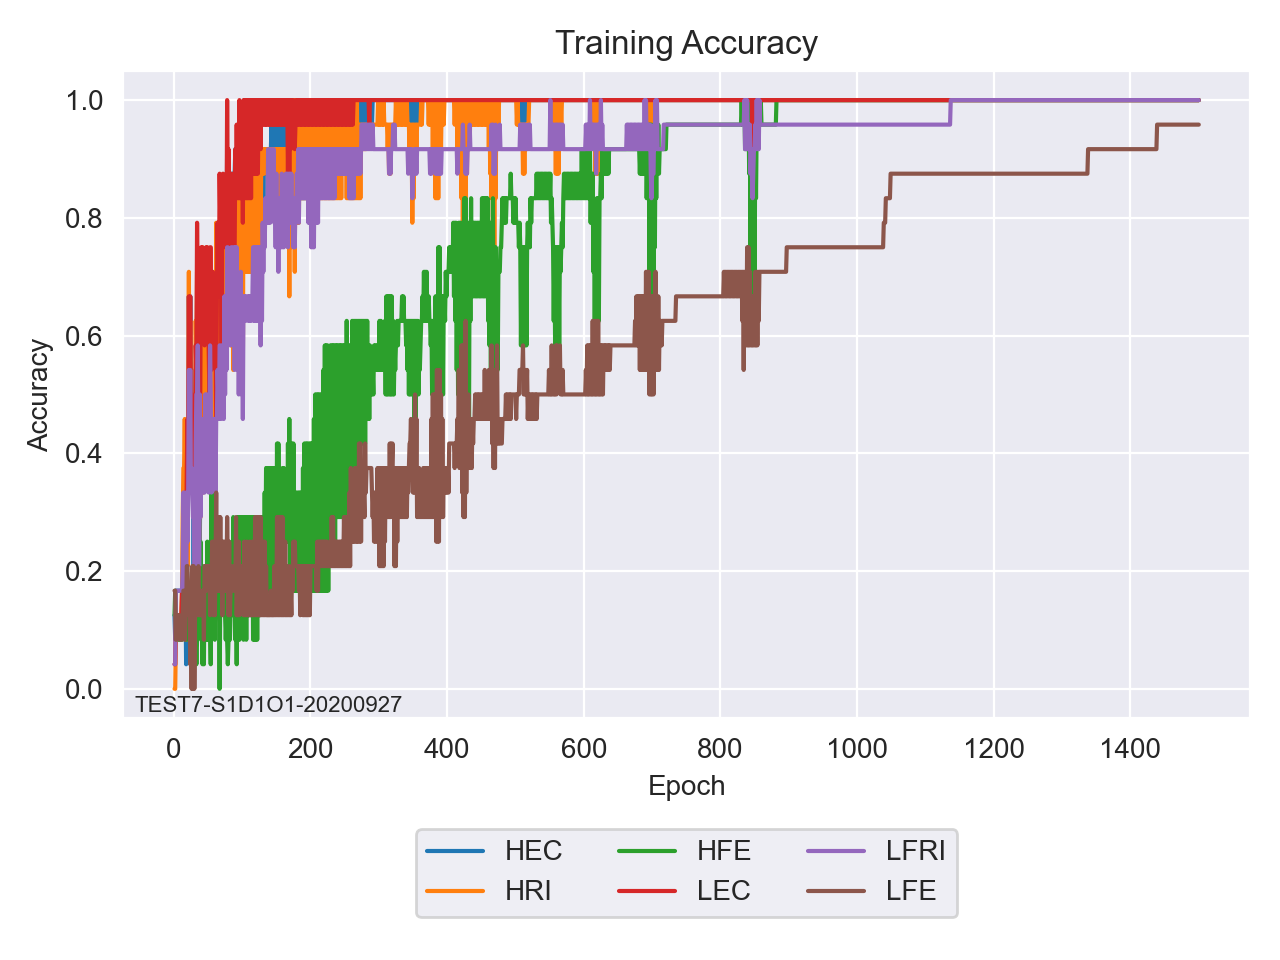 Training Accuracy
1.0
0.8
0.6
0.4
0.2
0.0
Accuracy
TEST7-S1D1O1-20200927
0 200 400 600 800 1000 1200 1400
Epoch
HEC HFE LFRI
HRI LEC LFE